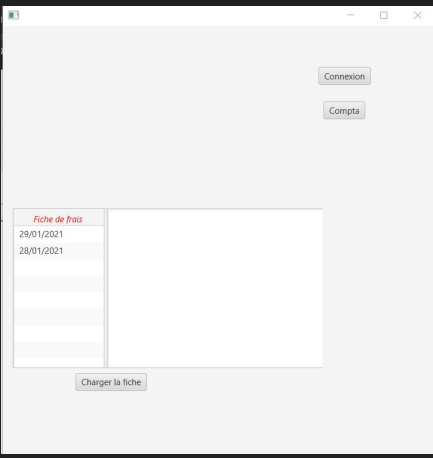 Connexion
Compta
Fiche de frais
29/01/2021
28/01/2021
Charger la fiche